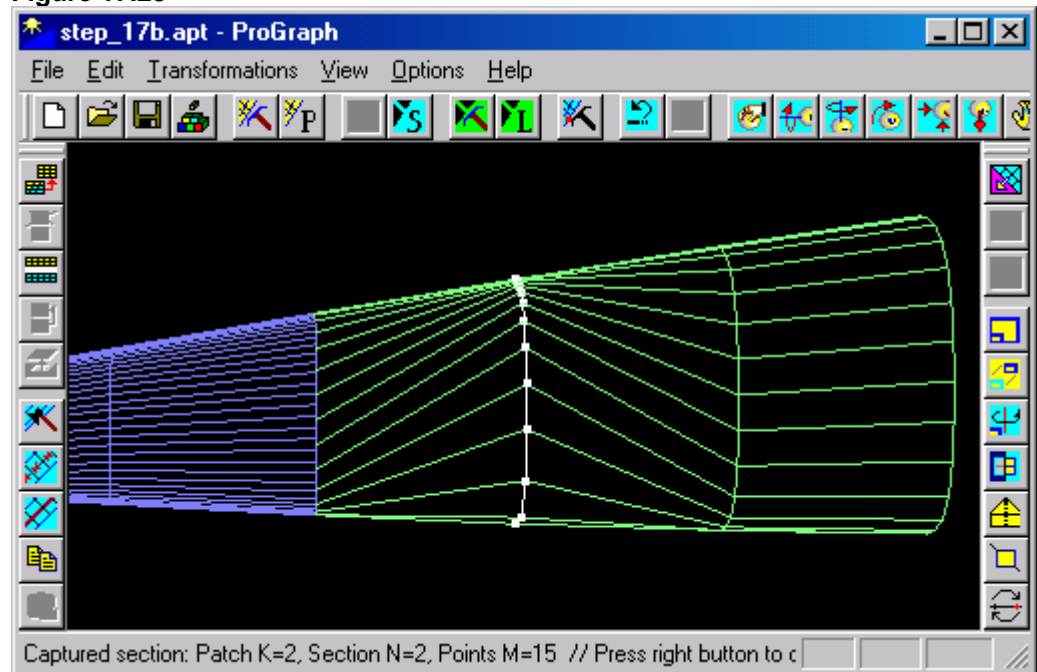 step_17b.apt - ProGraph
File Edit Transformations View Options Help
P S L
Captured section: Patch K=2, Section N=2, Points M=15 // Press right button to c